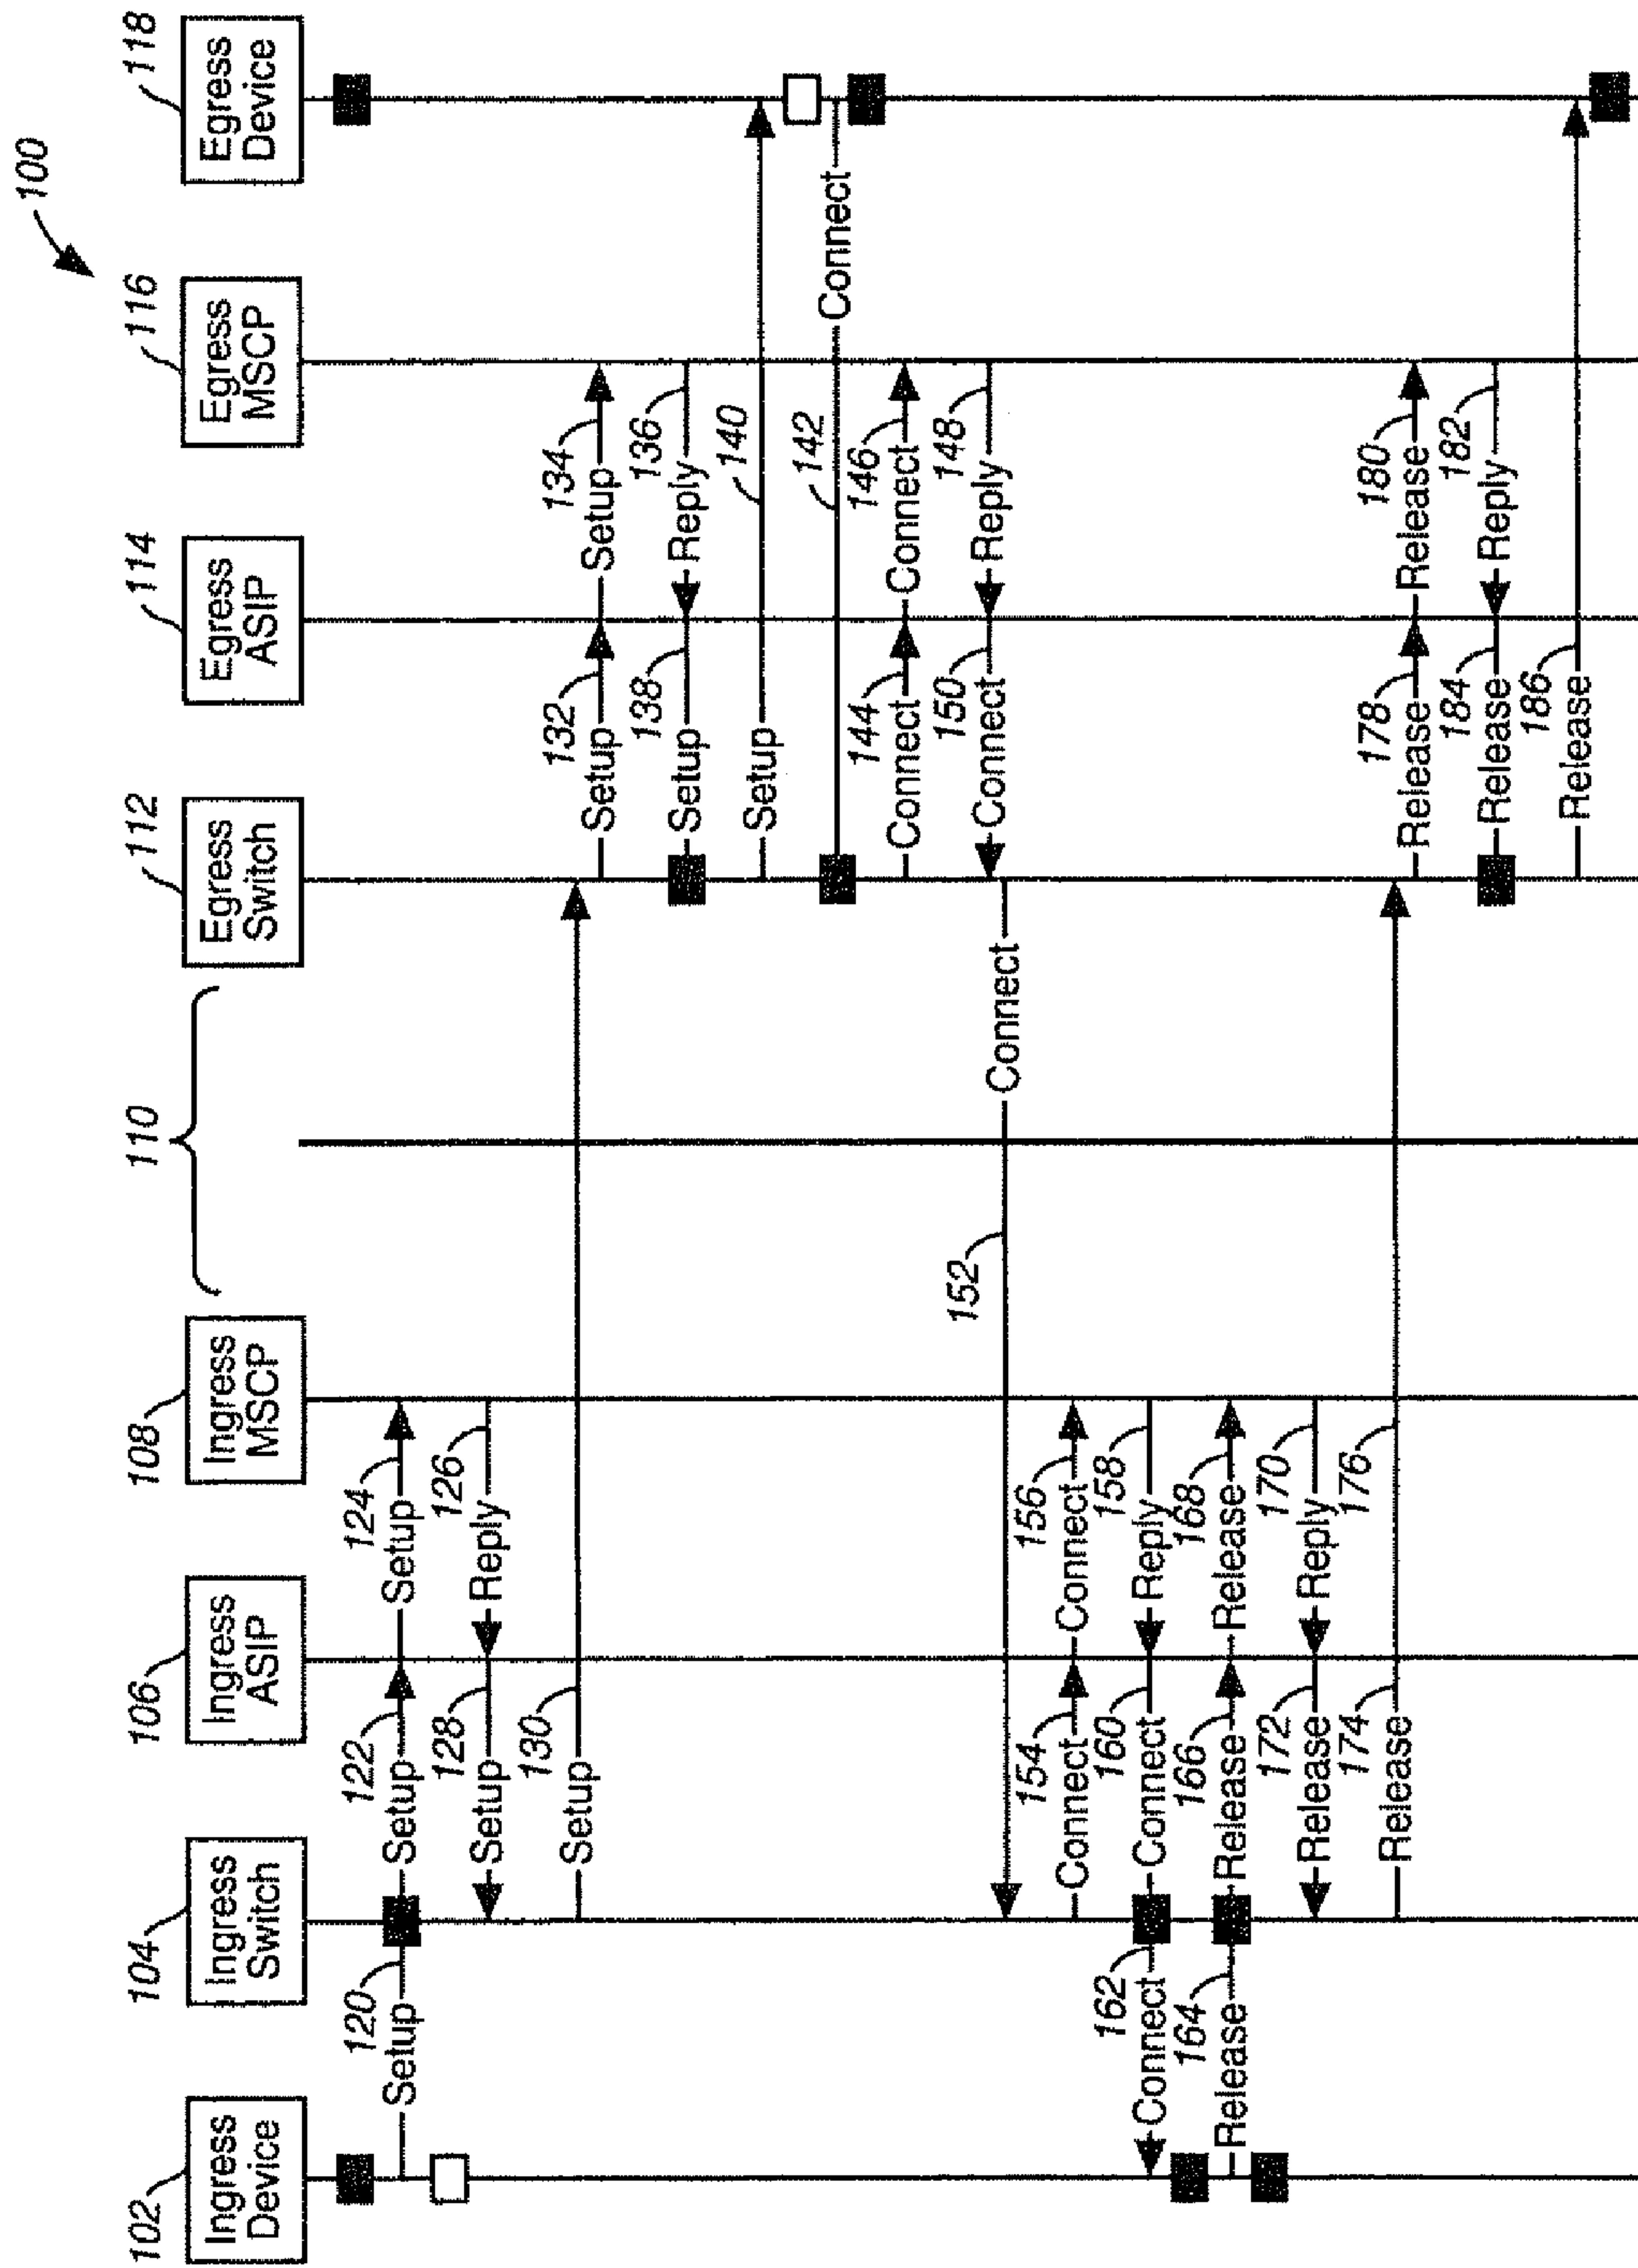 100
102
Ingress
Device
104
Ingress
Switch
106
Ingress
ASIP
108
Ingress
MSCP
110
112
Egress
Switch
114
Egress
ASIP
116
Egress
MSCP
118
Egress
Device
120
Setup
122
Setup
124
Setup
126
Reply
128
Setup
130
Setup
132
Setup
134
Setup
136
Reply
138
Setup
140
Setup
142
Connect
144
Connect
146
Connect
148
Reply
150
Connect
152
Connect
154
Connect
156
Connect
158
Reply
160
Connect
162
Connect
164
Release
166
Release
168
Release
170
Reply
172
Release
174
Release
176
178
Release
180
Release
182
Reply
184
Release
186
Release